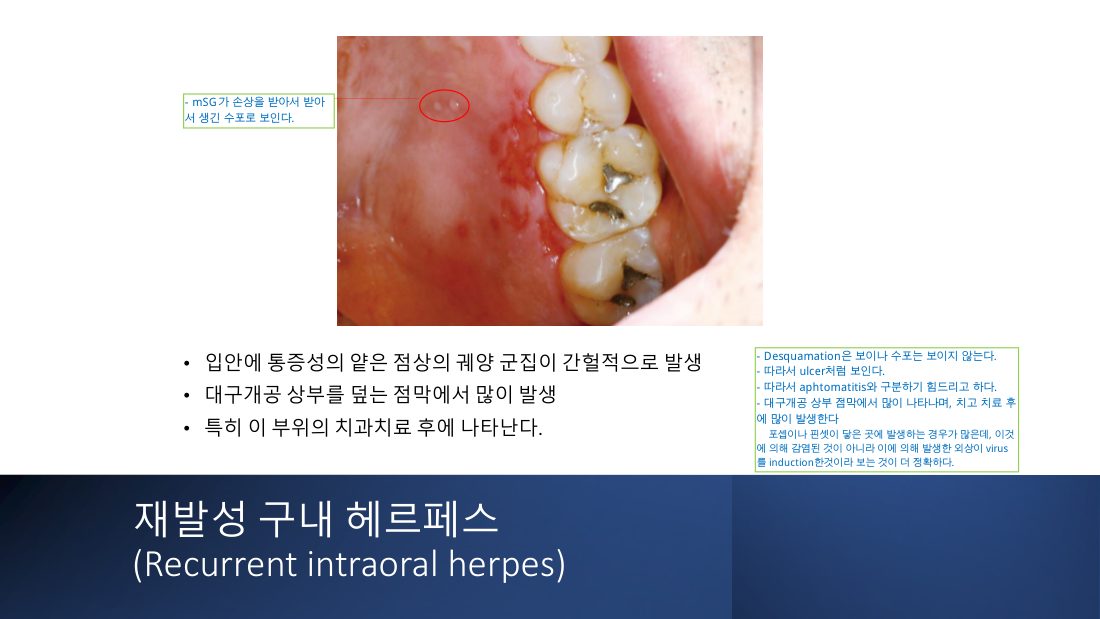 - mSG가 손상을 받아서 받아
서 생긴 수포로 보인다.
• 입안에 통증성의 얕은 점상의 궤양 군집이 간헐적으로 발생
• 대구개공 상부를 덮는 점막에서 많이 발생
• 특히 이 부위의 치과치료 후에 나타난다.
- Desquamation은 보이나 수포는 보이지 않는다.
- 따라서 ulcer처럼 보인다.
- 따라서 aphtomatitis와 구분하기 힘드리고 하다.
- 대구개공 상부 점막에서 많이 나타나며, 치고 치료 후
에 많이 발생한다
포셉이나 핀셋이 닿은 곳에 발생하는 경우가 많은데, 이것
에 의해 감염된 것이 아니라 이에 의해 발생한 외상이 virus
를 induction한것이라 보는 것이 더 정확하다.
재발성 구내 헤르페스
(Recurrent intraoral herpes)